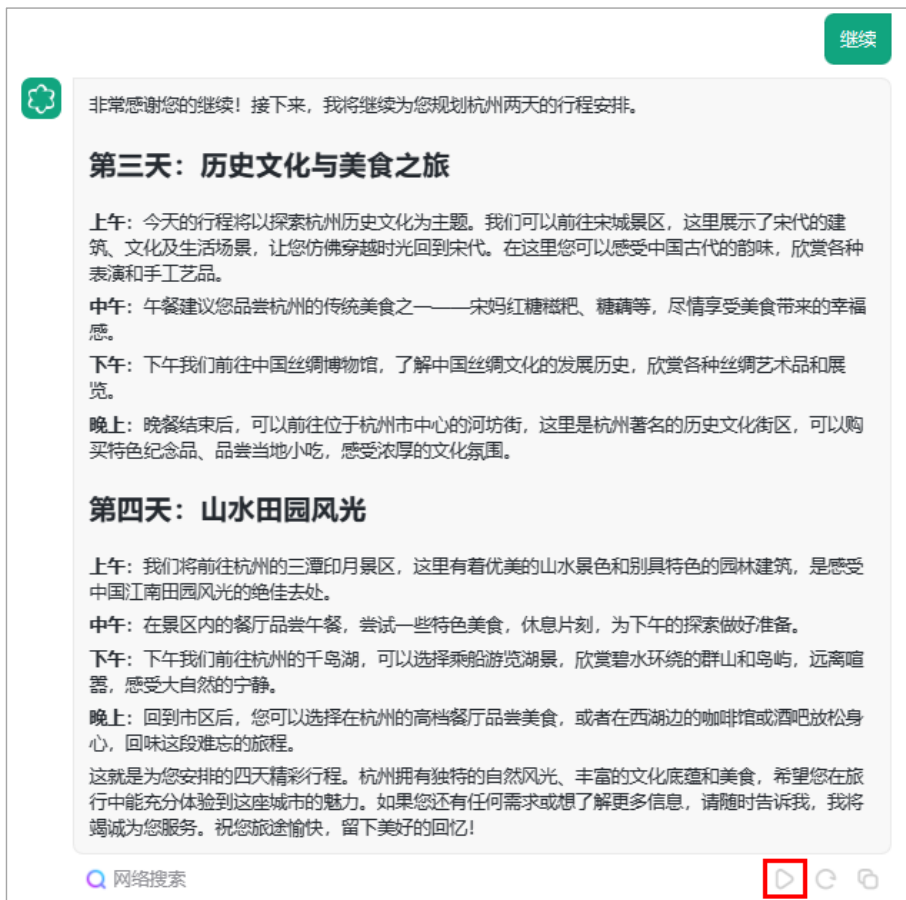 继续
非常感谢您的继续！接下来，我将继续为您规划杭州两天的行程安排。
第三天：历史文化与美食之旅
上午：今天的行程将以探索杭州历史文化为主题。我们可以前往宋城景区，这里展示了宋代的建
筑、文化及生活场景，让您仿佛穿越时光回到宋代。在这里您可以感受中国古代的韵味，欣赏各种
表演和手工艺品。
中午：午餐建议您品尝杭州的传统美食之一——宋妈红糖糍粑、糖藕等，尽情享受美食带来的幸福
感。
下午：下午我们前往中国丝绸博物馆，了解中国丝绸文化的发展历史，欣赏各种丝绸艺术品和展
览。
晚上：晚餐结束后，可以前往位于杭州市中心的河坊街，这里是杭州著名的历史文化街区，可以购
买特色纪念品、品尝当地小吃，感受浓厚的文化氛围。
第四天：山水田园风光
上午：我们将前往杭州的三潭印月景区，这里有着优美的山水景色和别具特色的园林建筑，是感受
中国江南田园风光的绝佳去处。
中午：在景区内的餐厅品尝午餐，尝试一些特色美食，休息片刻，为下午的探索做好准备。
下午：下午我们前往杭州的千岛湖，可以选择乘船游览湖景，欣赏碧水环绕的群山和岛屿，远离喧
嚣，感受大自然的宁静。
晚上：回到市区后，您可以选择在杭州的高档餐厅品尝美食，或者在西湖边的咖啡馆或酒吧放松身
心，回味这段难忘的旅程。
这就是为您安排的四天精彩行程。杭州拥有独特的自然风光、丰富的文化底蕴和美食，希望您在旅
行中能充分体验到这座城市的魅力。如果您还有任何需求或想了解更多信息，请随时告诉我，我将
竭诚为您服务。祝您旅途愉快，留下美好的回忆！
网络搜索